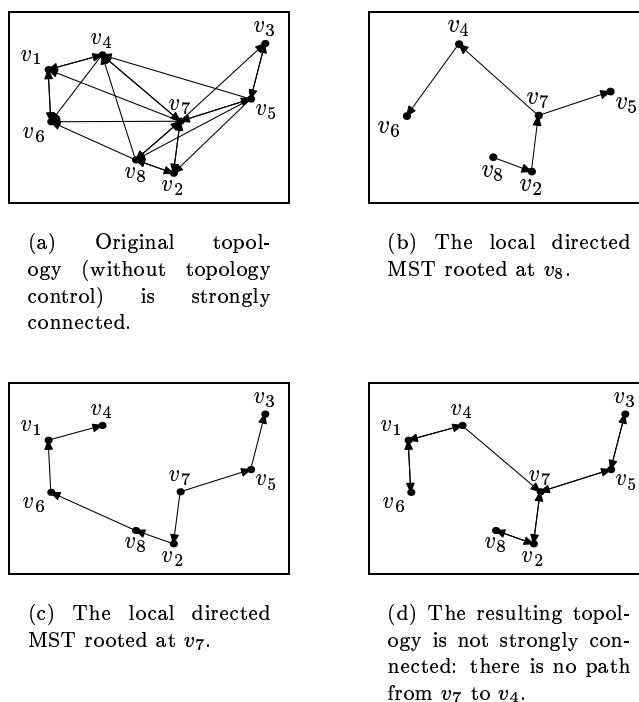 v3
v4
v1
v7
v5
v6
v8
v2
(a) Original topol-
ogy (without topology
control) is strongly
connected.
v4
v7
v5
v6
v8
v2
(b) The local directed
MST rooted at v8.
v3
v4
v1
v7
v5
v6
v8
v2
(c) The local directed
MST rooted at v7.
v3
v4
v1
v7
v5
v6
v8
v2
(d) The resulting topol-
ogy is not strongly con-
nected: there is no path
from v7 to v4.